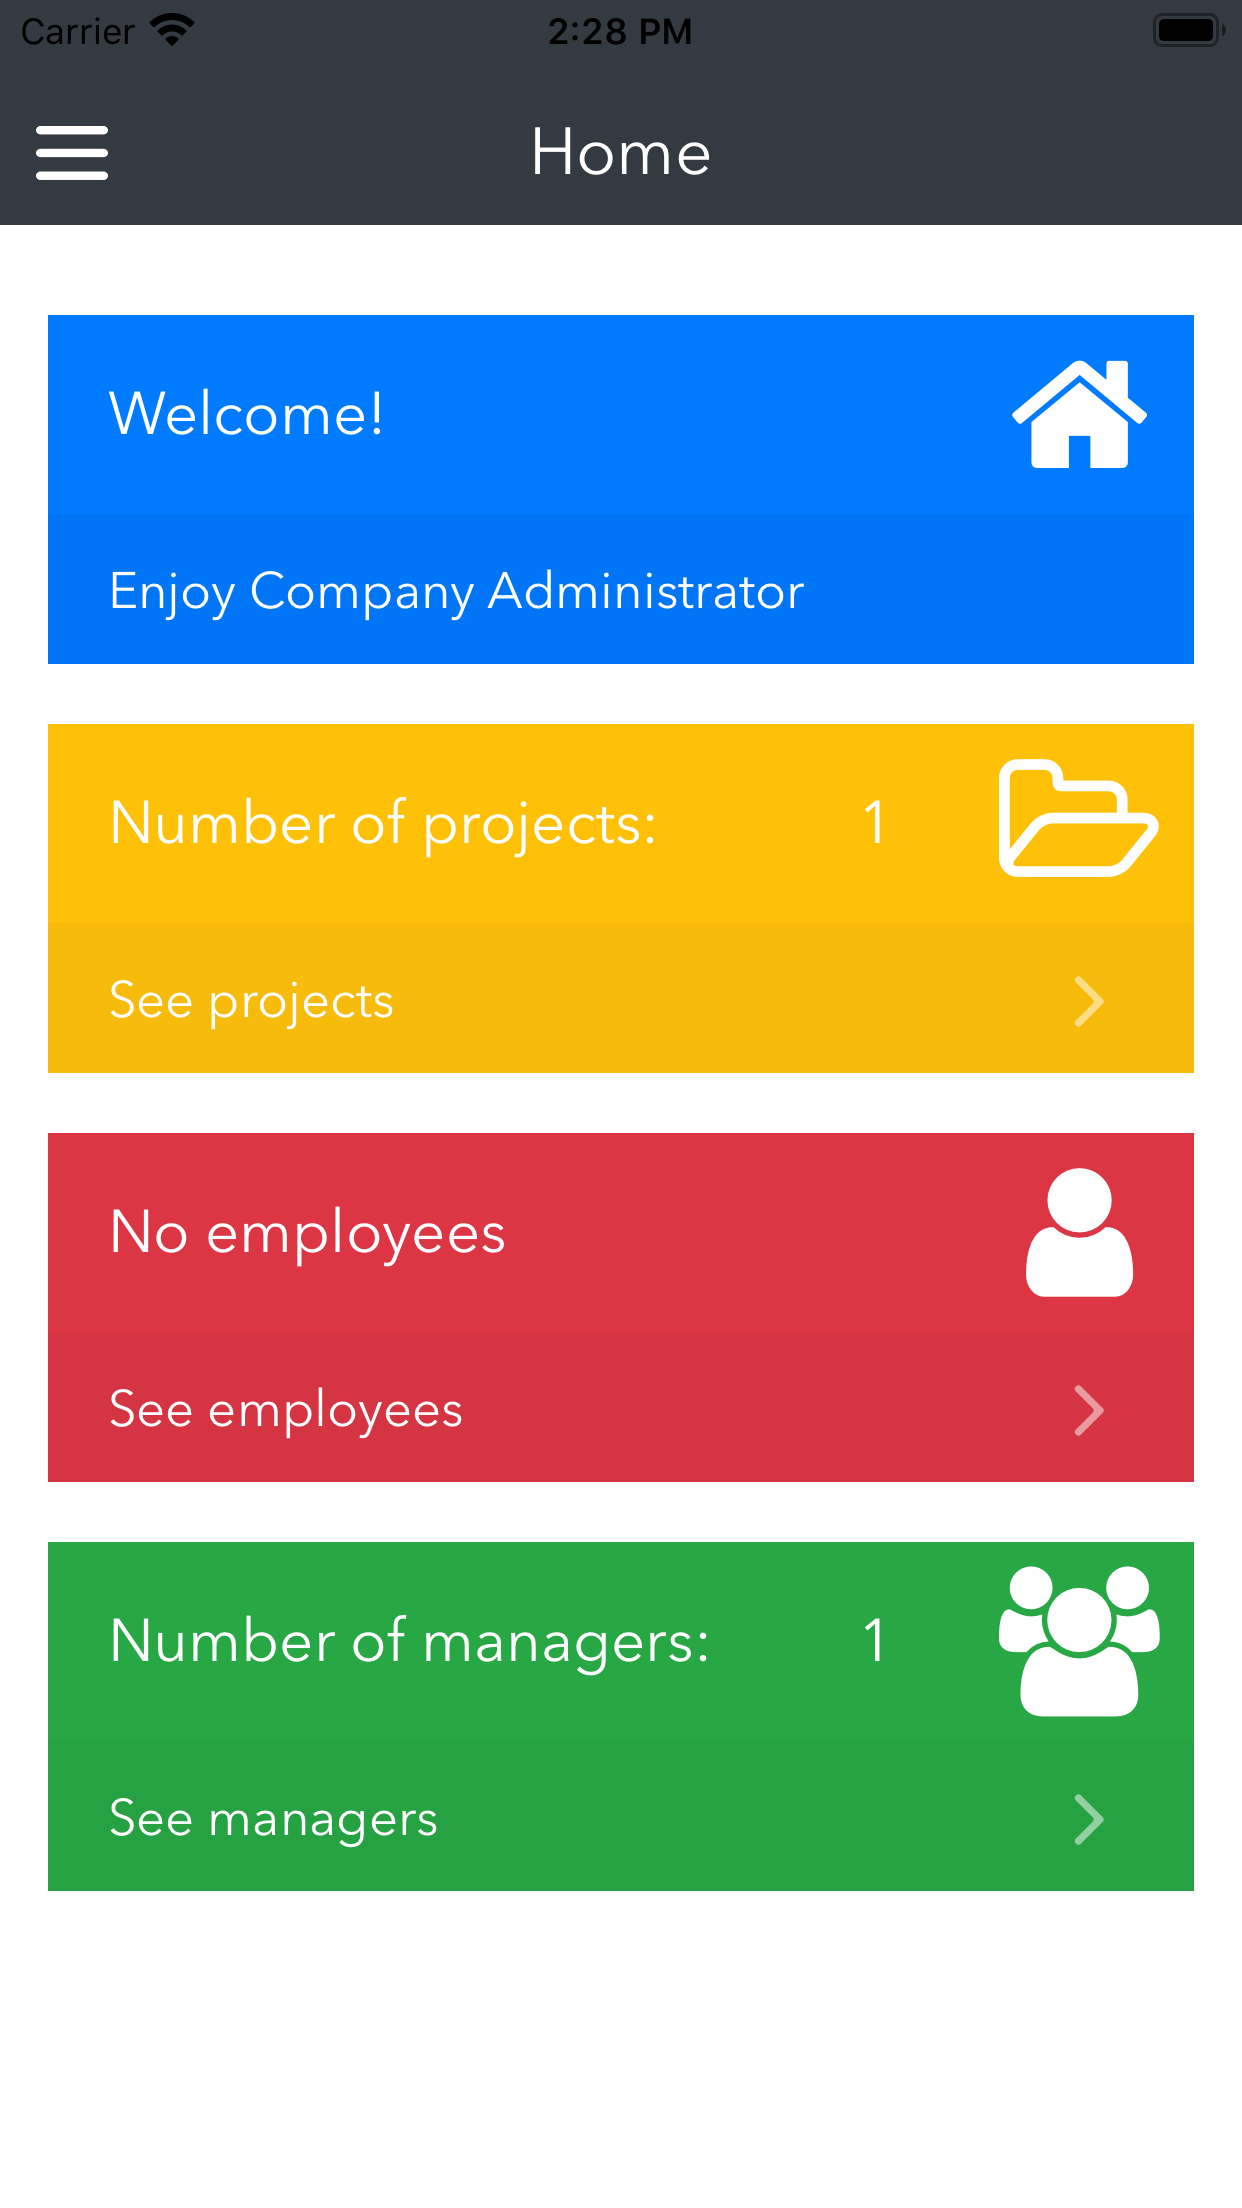 Carrier 2:28 PM
Home
Welcome!
Enjoy Company Administrator
Number of projects: 1
See projects
No employees
See employees
Number of managers: 1
See managers